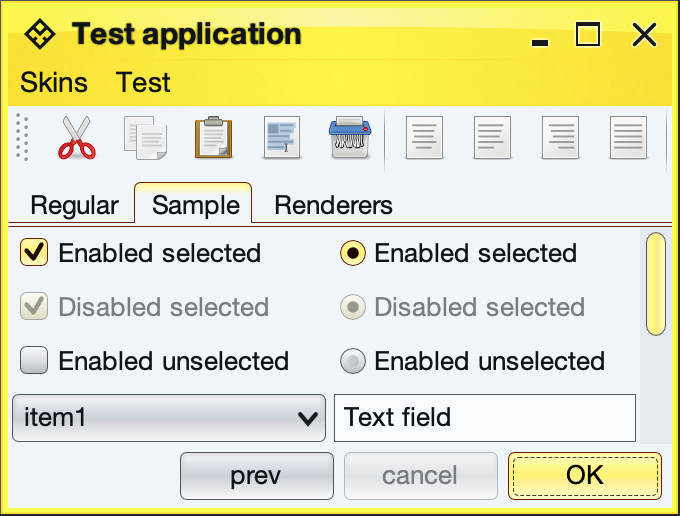 Test application
Skins Test
Regular Sample Renderers
Enabled selected Enabled selected
Disabled selected Disabled selected
Enabled unselected Enabled unselected
item1 Text field
prev cancel OK